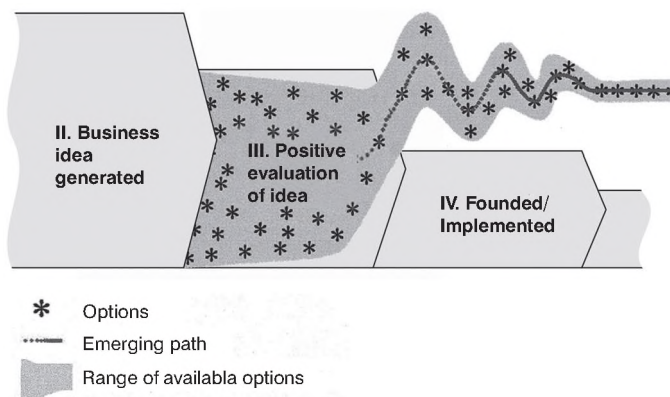 II. Business
idea
generated
III. Positive
evaluation
of idea
IV. Founded/
Implemented
Options
Emerging path
Range of availabla options